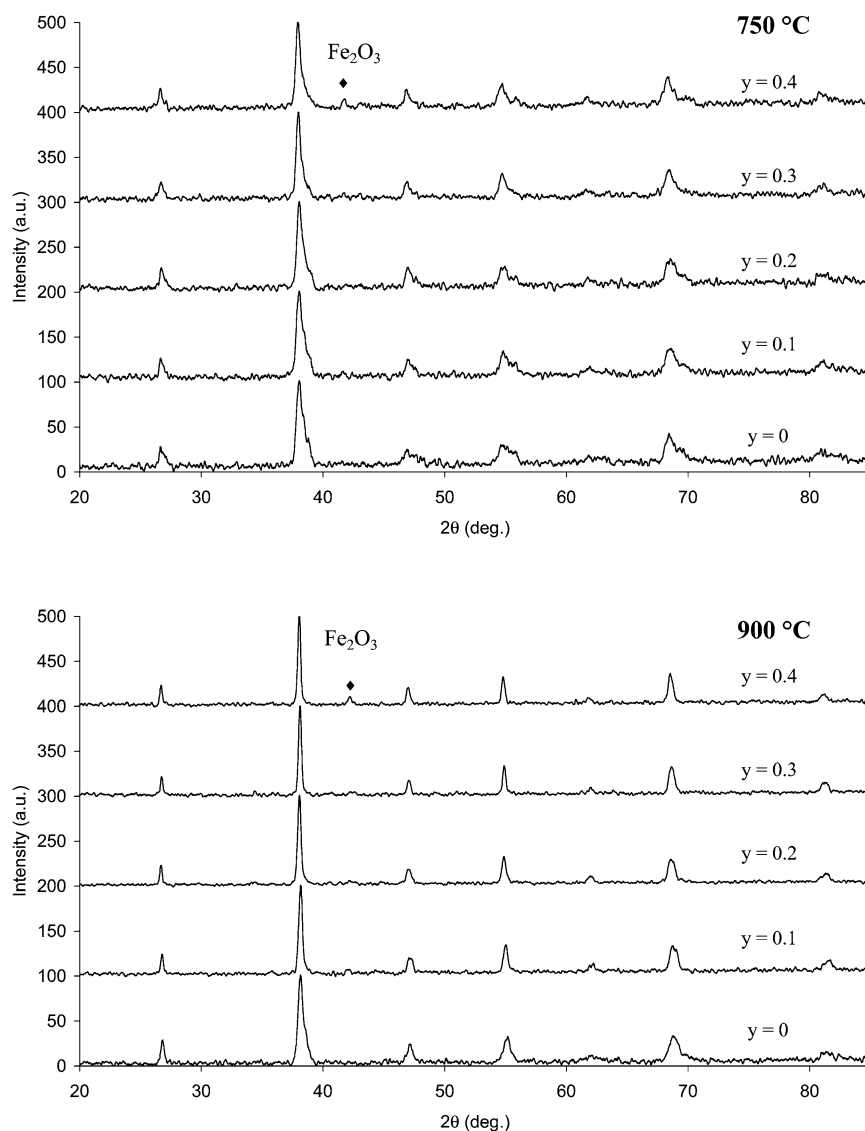 750 °C
Fe₂O₃
y = 0.4
y = 0.3
y = 0.2
y = 0.1
y = 0
Intensity (a.u.)
500
450
400
350
300
250
200
150
100
50
0
20 30 40 50 60 70 80
2θ (deg.)
900 °C
Fe₂O₃
y = 0.4
y = 0.3
y = 0.2
y = 0.1
y = 0
Intensity (a.u.)
500
450
400
350
300
250
200
150
100
50
0
20 30 40 50 60 70 80
2θ (deg.)